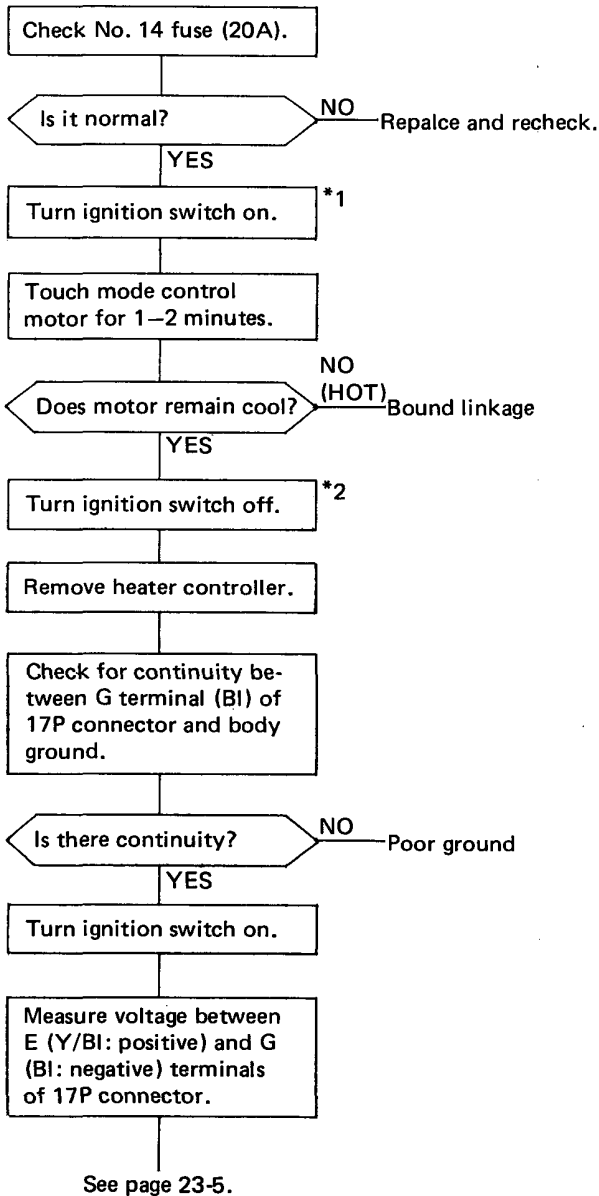 Check No. 14 fuse (20A).
Is it normal?
NO
Repalce and recheck.
YES
Turn ignition switch on.
*1
Touch mode control
motor for 1–2 minutes.
NO
(HOT)
Does motor remain cool?
Bound linkage
YES
Turn ignition switch off.
*2
Remove heater controller.
Check for continuity be-
tween G terminal (Bl) of
17P connector and body
ground.
Is there continuity?
NO
Poor ground
YES
Turn ignition switch on.
Measure voltage between
E (Y/Bl: positive) and G
(Bl: negative) terminals
of 17P connector.
See page 23-5.